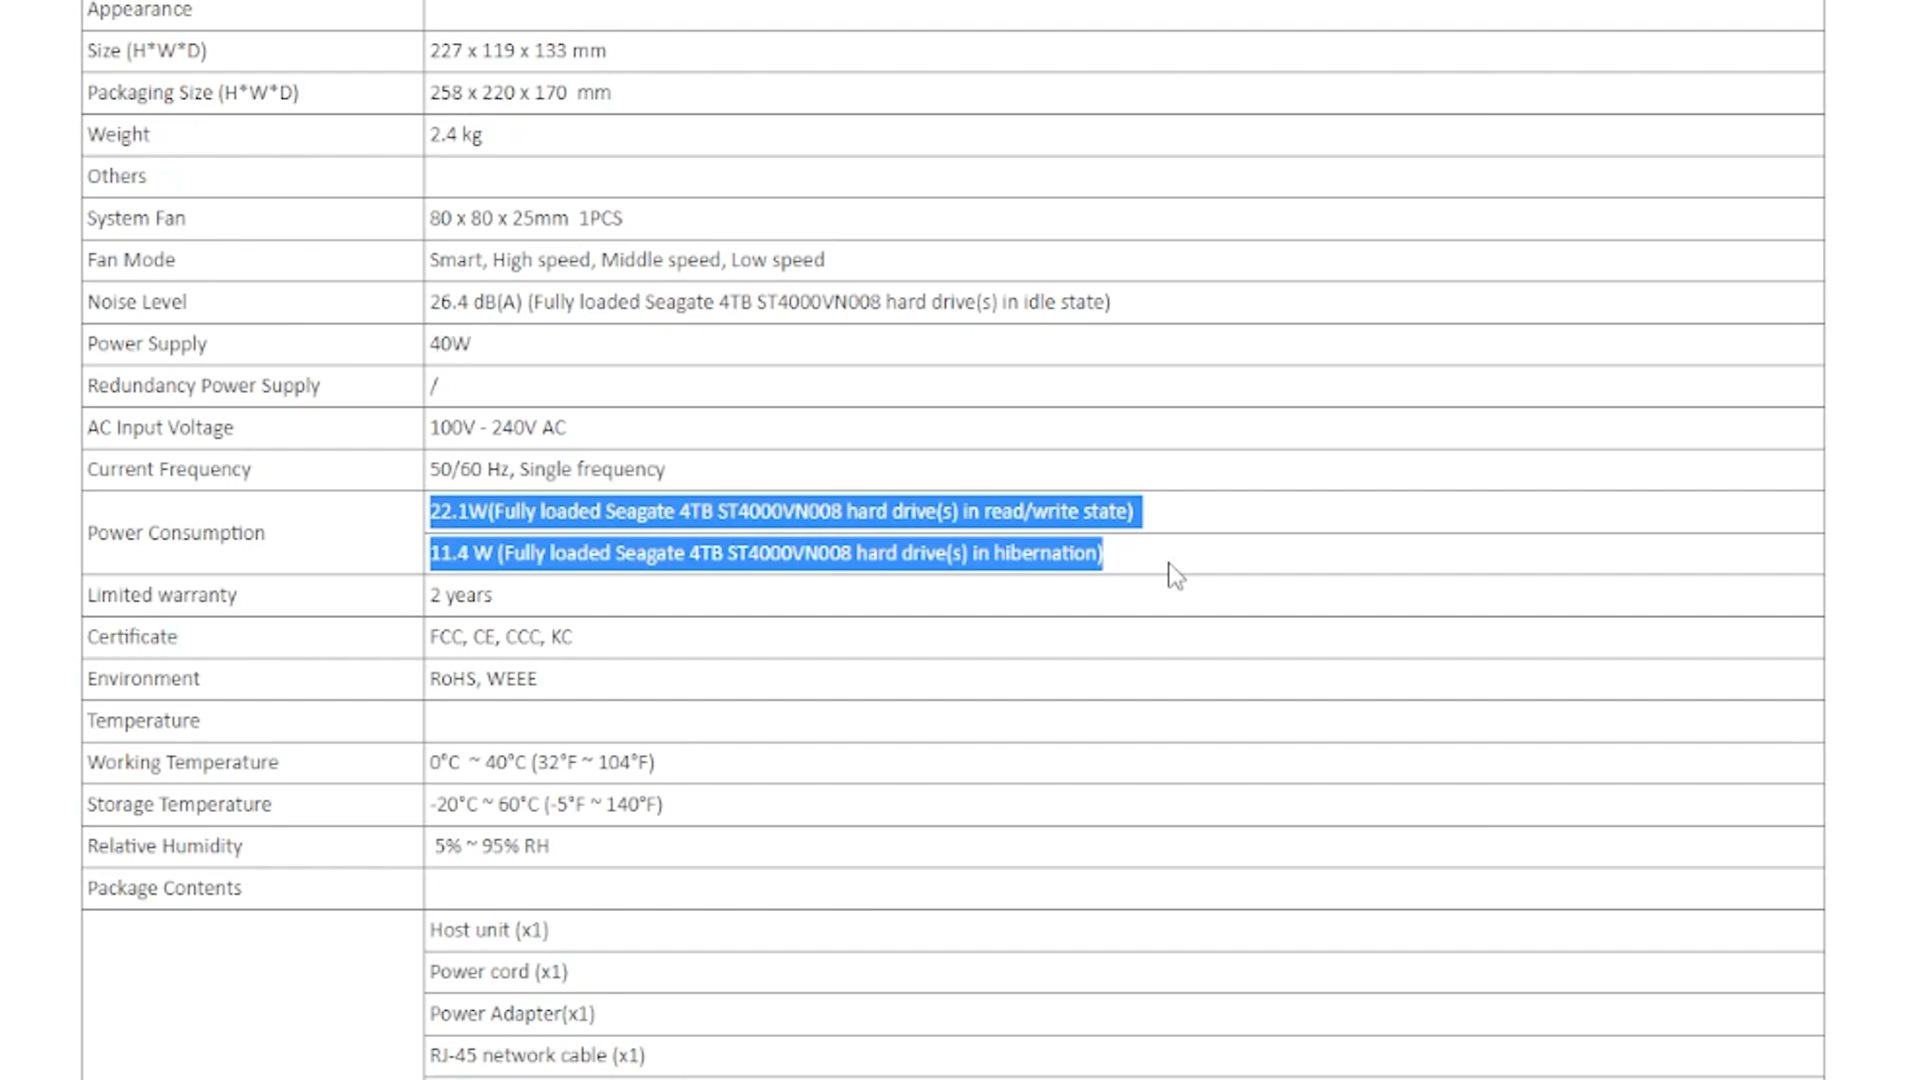 Appearance
Size (H*W*D) 227 x 119 x 133 mm
Packaging Size (H*W*D) 258 x 220 x 170  mm
Weight 2.4 kg
Others
System Fan 80 x 80 x 25mm  1PCS
Fan Mode Smart, High speed, Middle speed, Low speed
Noise Level 26.4 dB(A) (Fully loaded Seagate 4TB ST4000VN008 hard drive(s) in idle state)
Power Supply 40W
Redundancy Power Supply /
AC Input Voltage 100V - 240V AC
Current Frequency 50/60 Hz, Single frequency
Power Consumption 22.1W(Fully loaded Seagate 4TB ST4000VN008 hard drive(s) in read/write state)
11.4 W (Fully loaded Seagate 4TB ST4000VN008 hard drive(s) in hibernation)
Limited warranty 2 years
Certificate FCC, CE, CCC, KC
Environment RoHS, WEEE
Temperature
Working Temperature 0°C  ~ 40°C (32°F ~ 104°F)
Storage Temperature -20°C ~ 60°C (-5°F ~ 140°F)
Relative Humidity 5% ~ 95% RH
Package Contents
Host unit (x1)
Power cord (x1)
Power Adapter(x1)
RJ-45 network cable (x1)